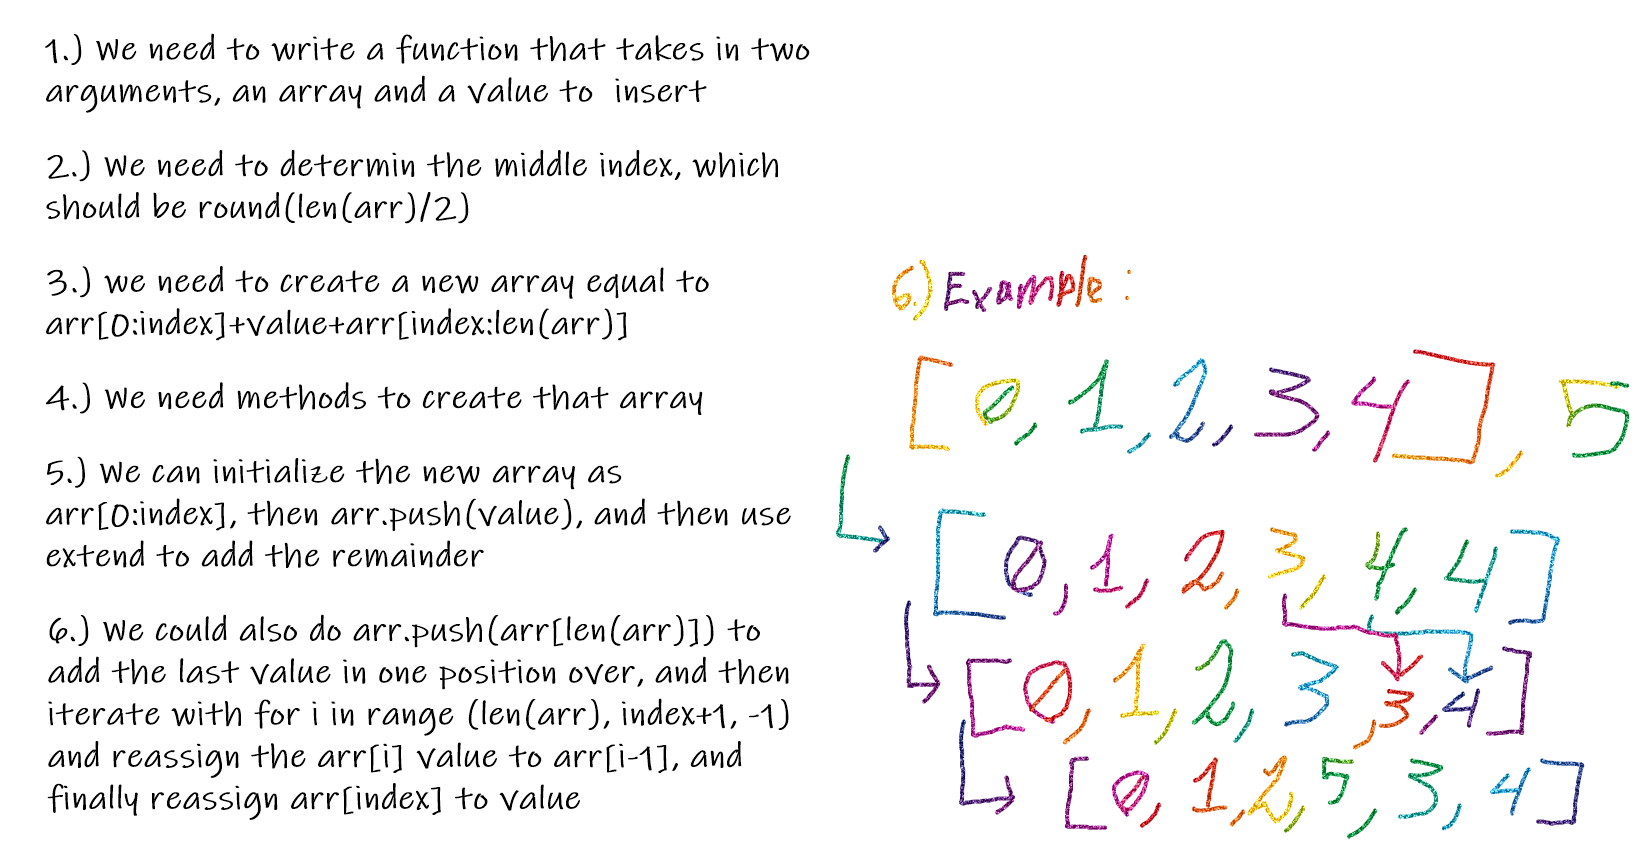 1.) We need to write a function that takes in two
arguments, an array and a value to insert
2.) We need to determin the middle index, which
should be round(len(arr)/2)
3.) we need to create a new array equal to
arr[0:index]+value+arr[index:len(arr)]
4.) We need methods to create that array
5.) We can initialize the new array as
arr[0:index], then arr.push(value), and then use
extend to add the remainder
6.) We could also do arr.push(arr[len(arr)]) to
add the last value in one position over, and then
iterate with for i in range (len(arr), index+1, -1)
and reassign the arr[i] value to arr[i-1], and
finally reassign arr[index] to value
6.) Example:
[0, 1, 2, 3, 4], 5
[0, 1, 2, 3, 4, 4]
[0, 1, 2, 3, 3, 4]
[0, 1, 2, 5, 3, 4]